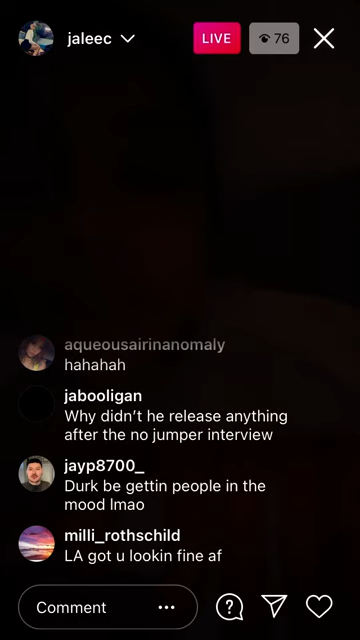 jaleec
LIVE
76
aqueousairinanomaly
hahahah
jabooligan
Why didn't he release anything
after the no jumper interview
jayp8700_
Durk be gettin people in the
mood lmao
milli_rothschild
LA got u lookin fine af
Comment